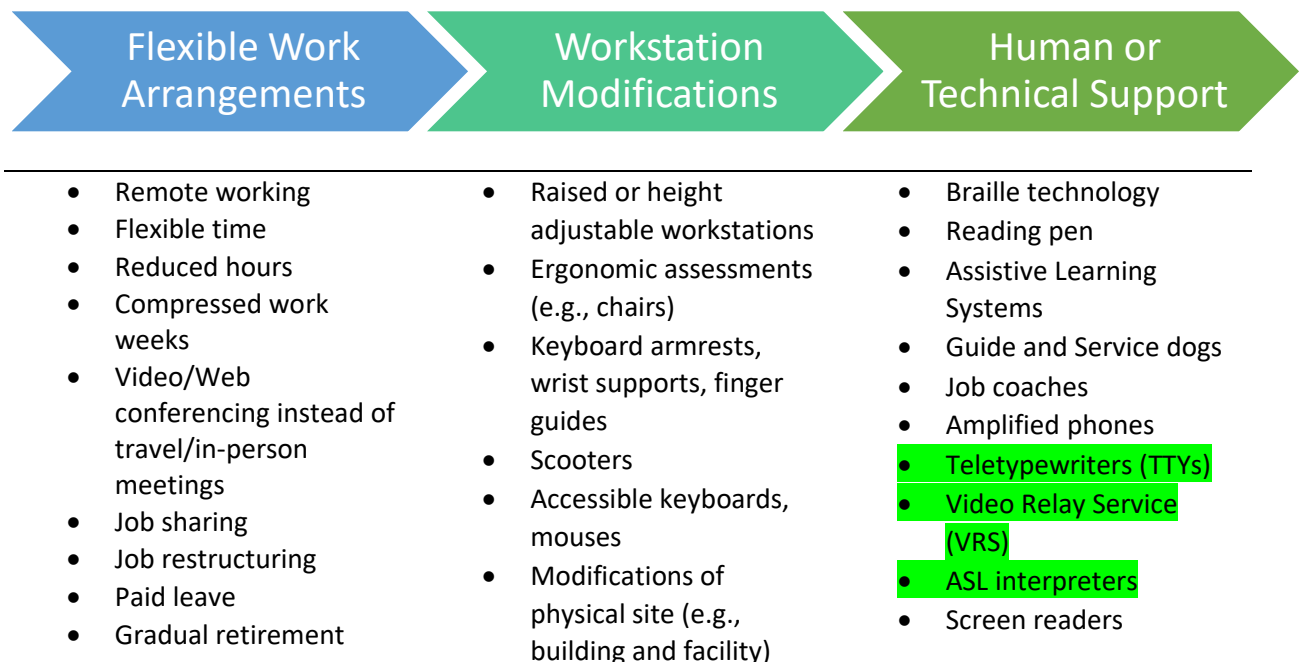 Flexible Work
Arrangements
Workstation
Modifications
Human or
Technical Support
• Remote working
• Flexible time
• Reduced hours
• Compressed work
weeks
• Video/Web
conferencing instead of
travel/in-person
meetings
• Job sharing
• Job restructuring
• Paid leave
• Gradual retirement
• Raised or height
adjustable workstations
• Ergonomic assessments
(e.g., chairs)
• Keyboard armrests,
wrist supports, finger
guides
• Scooters
• Accessible keyboards,
mouses
• Modifications of
physical site (e.g.,
building and facility)
• Braille technology
• Reading pen
• Assistive Learning
Systems
• Guide and Service dogs
• Job coaches
• Amplified phones
• Teletypewriters (TTYs)
• Video Relay Service
(VRS)
• ASL interpreters
• Screen readers